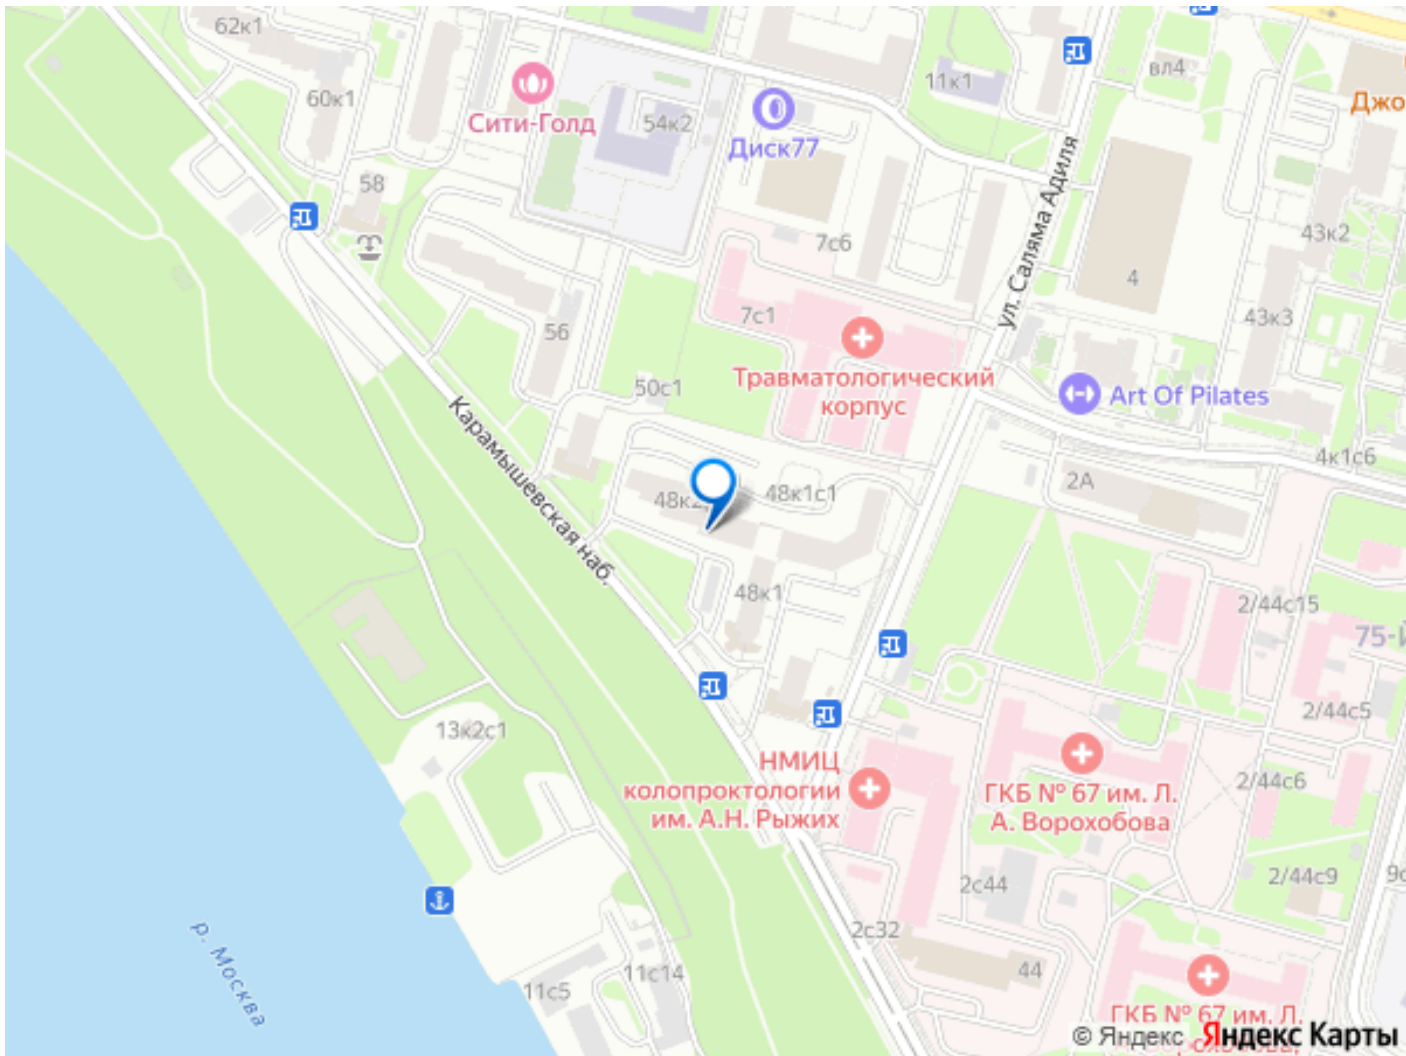 62к1
60к1
Сити-Голд
54к2
Диск77
11к1
вл4
Джо
58
7с6
ул. Саляма Адиля
4
43к2
43к3
56
7с1
Травматологический
корпус
50с1
Art Of Pilates
Карамышевская наб.
48к2
48к1с1
2А
4к1с6
48к1
2/44с15
75-Й
2/44с5
13к2с1
НМИЦ
колопроктологии
им. А.Н. Рыжих
ГКБ № 67 им. Л.
А. Ворохобова
2/44с6
2с44
2/44с9
9с
2с32
44
р. Москва
11с5
11с14
ГКБ № 67 им. Л.
© Яндекс Яндекс Карты